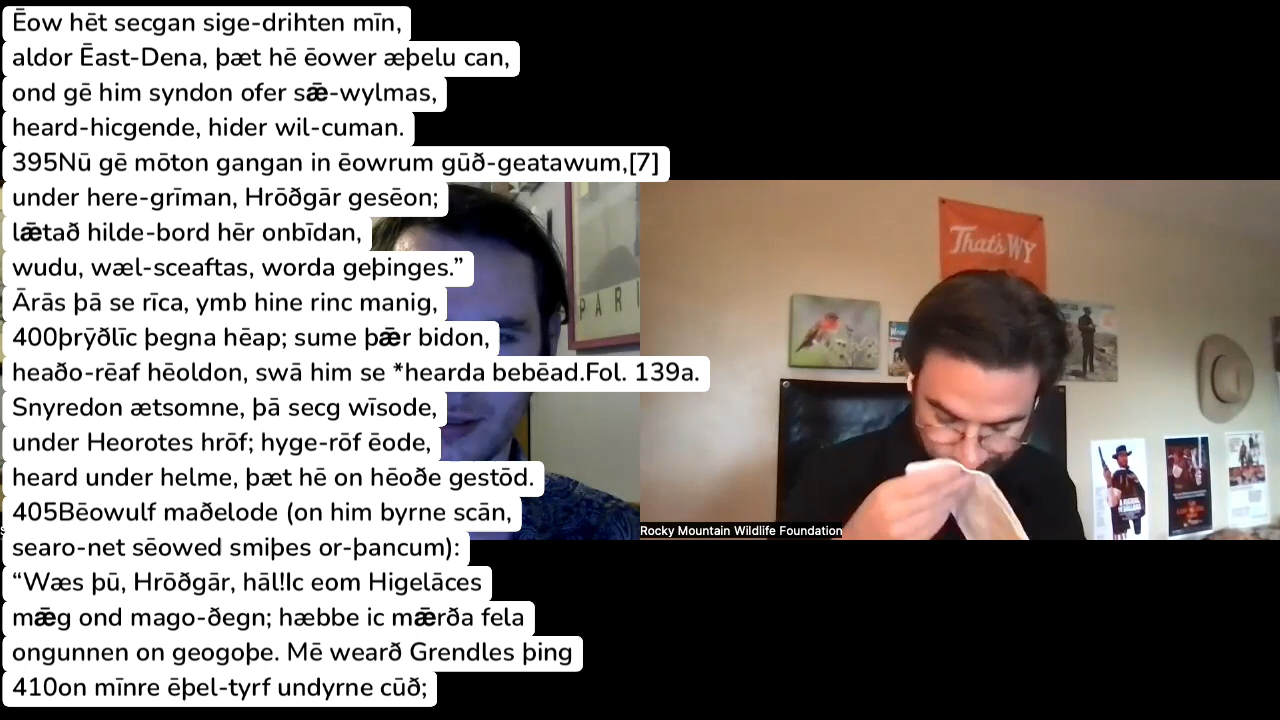 Ēow hēt secgan sige-drihten mīn,
aldor Ēast-Dena, þæt hē ēower æþelu can,
ond gē him syndon ofer sǣ-wylmas,
heard-hicgende, hider wil-cuman.
395Nū gē mōton gangan in ēowrum gūð-geatawum,[7]
under here-grīman, Hrōðgār gesēon;
lǣtað hilde-bord hēr onbīdan,
wudu, wæl-sceaftas, worda geþinges.”
Ārās þā se rīca, ymb hine rinc manig,
400þrȳðlīc þegna hēap; sume þǣr bidon,
heaðo-rēaf hēoldon, swā him se *hearda bebēad.Fol. 139a.
Snyredon ætsomne, þā secg wīsode,
under Heorotes hrōf; hyge-rōf ēode,
heard under helme, þæt hē on hēoðe gestōd.
405Bēowulf maðelode (on him byrne scān,
searo-net sēowed smiþes or-þancum):
“Wæs þū, Hrōðgār, hāl!Ic eom Higelāces
mǣg ond mago-ðegn; hæbbe ic mǣrða fela
ongunnen on geogoþe. Mē wearð Grendles þing
410on mīnre ēþel-tyrf undyrne cūð;
PARI
That's WY
Rocky Mountain Wildlife Foundation